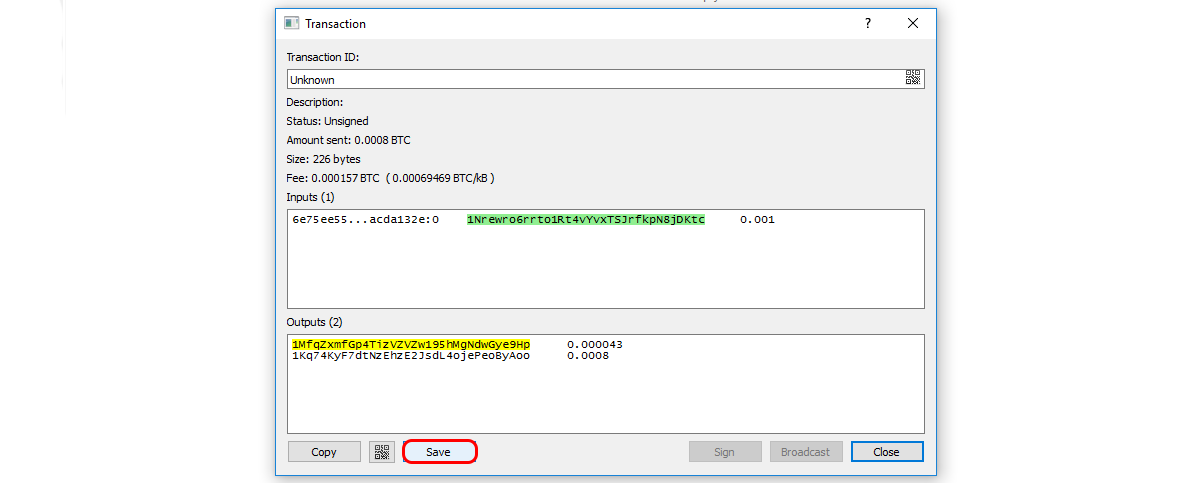 Transaction
?
Transaction ID:
Unknown
Description:
Status: Unsigned
Amount sent: 0.0008 BTC
Size: 226 bytes
Fee: 0.000157 BTC ( 0.00069469 BTC/kB )
Inputs (1)
6e75ee55...acda132e:0 1Nrewro6rrto1Rt4vYvxTSJrfkpN8jDKtc 0.001
Outputs (2)
1MfqZxmfGp4TizVZVZw195hMgNdwGye9Hp 0.000043
1Kq74KyF7dtNzEhzE2JsdL4ojePeoByAoo 0.0008
Copy Save Sign Broadcast Close